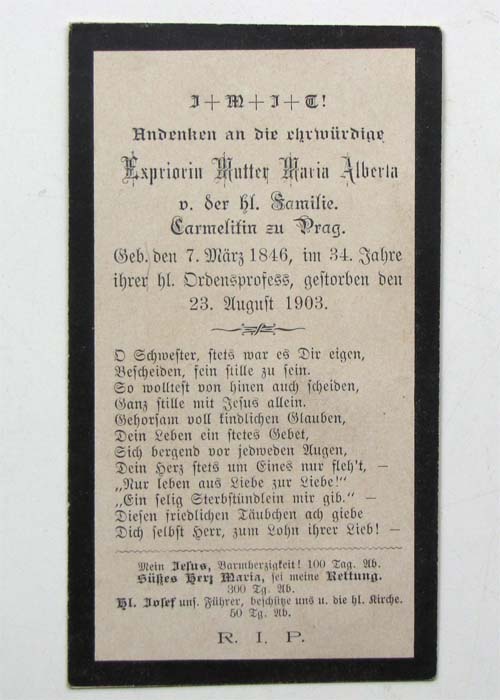 J + M + J + T!
Andenken an die ehrwürdige
Expriorin Mutter Maria Alberta
v. der hl. Familie.
Carmelitin zu Prag.
Geb. den 7. März 1846, im 34. Jahre
ihrer hl. Ordensprofess, gestorben den
23. August 1903.
O Schwester, stets war es Dir eigen,
Bescheiden, fein stille zu sein.
So wolltest von hinen auch scheiden,
Ganz stille mit Jesus allein.
Gehorsam voll kindlichen Glauben,
Dein Leben ein stetes Gebet,
Sich bergend vor jedweden Augen,
Dein Herz stets um Eines nur fleh't, —
„Nur leben aus Liebe zur Liebe!"
„Ein selig Sterbstündlein mir gib." —
Diesen friedlichen Täubchen ach giebe
Dich selbst Herr, zum Lohn ihrer Lieb! —
Mein Jesus, Barmherzigkeit! 100 Tag. Ab.
Süßes Herz Maria, sei meine Rettung.
300 Tg. Ab.
Hl. Josef uns. Führer, beschütze uns u. die hl. Kirche.
50 Tg. Ab.
R. I. P.